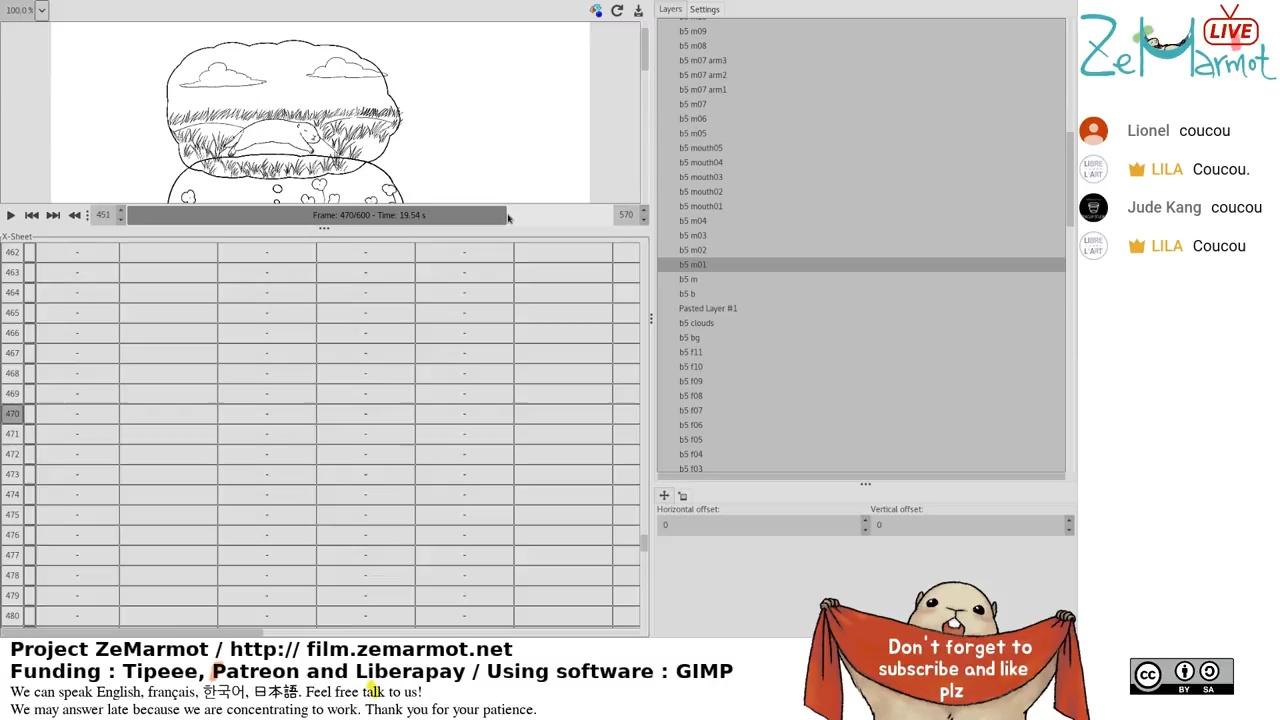 100.0 %
Layers Settings
ZeMarmot LIVE
b5 m09
b5 m08
b5 m07 arm3
b5 m07 arm2
b5 m07 arm1
b5 m07
b5 m06
b5 m05
b5 mouth05
b5 mouth04
b5 mouth03
b5 mouth02
b5 mouth01
b5 m04
b5 m03
b5 m02
b5 m01
b5 m
b5 b
Pasted Layer #1
b5 clouds
b5 bg
b5 f11
b5 f10
b5 f09
b5 f08
b5 f07
b5 f06
b5 f05
b5 f04
b5 f03
Lionel coucou
LILA Coucou.
Jude Kang coucou
LILA Coucou
451 Frame: 470/600 - Time: 19.54 s 570
X-Sheet
462 - - - -
463 - - - -
464 - - - -
465 - - - -
466 - - - -
467 - - - -
468 - - - -
469 - - - -
470 - - - -
471 - - - -
472 - - - -
473 - - - -
474 - - - -
475 - - - -
476 - - - -
477 - - - -
478 - - - -
479 - - - -
480 - - - -
Horizontal offset: Vertical offset:
0 0
Project ZeMarmot / http:// film.zemarmot.net
Funding : Tipeee, Patreon and Liberapay / Using software : GIMP
We can speak English, français, 한국어, 日本語. Feel free talk to us!
We may answer late because we are concentrating to work. Thank you for your patience.
Don't forget to
subscribe and like
plz
CC BY SA